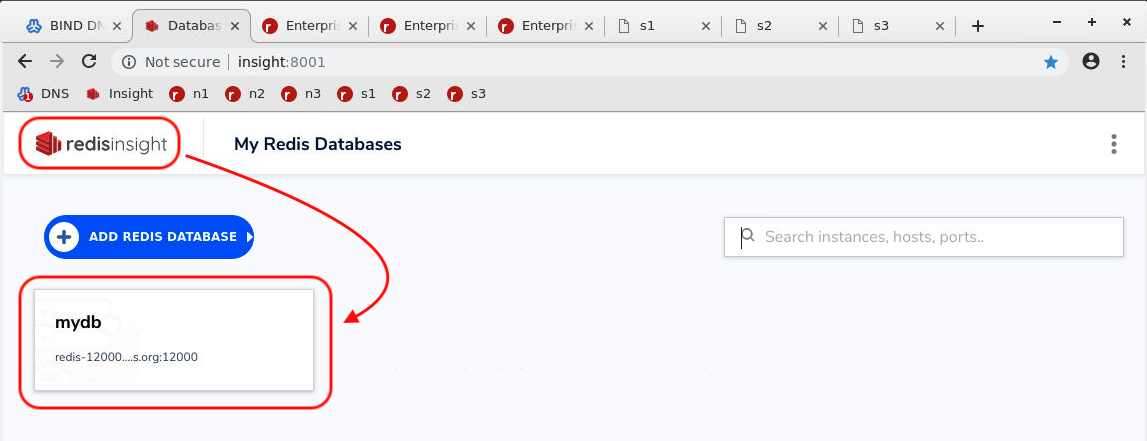 BIND DN
Databas
Enterpris
Enterpris
Enterpris
s1
s2
s3
Not secure | insight:8001
DNS
Insight
n1
n2
n3
s1
s2
s3
redisinsight
My Redis Databases
ADD REDIS DATABASE
Search instances, hosts, ports..
mydb
redis-12000....s.org:12000